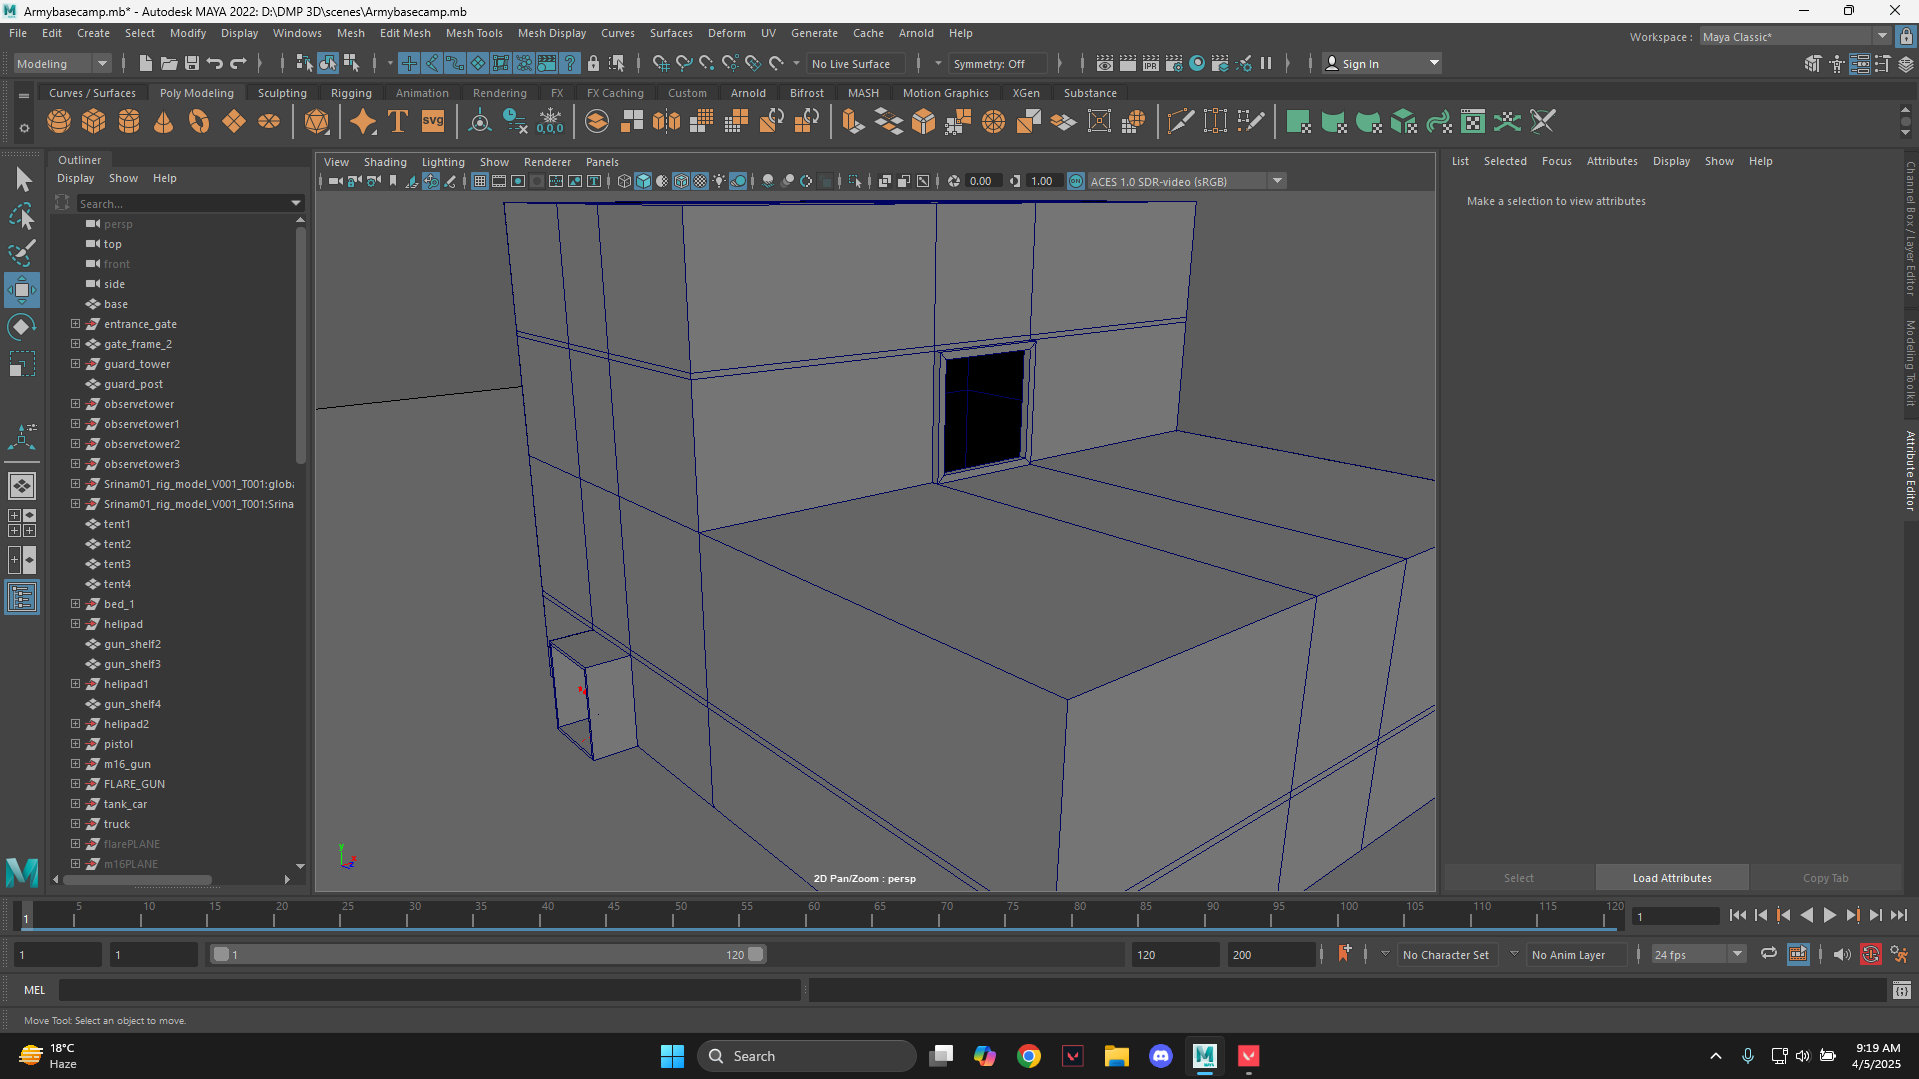 Armybasecamp.mb* - Autodesk MAYA 2022: D:\DMP 3D\scenes\Armybasecamp.mb
File Edit Create Select Modify Display Windows Mesh Edit Mesh Mesh Tools Mesh Display Curves Surfaces Deform UV Generate Cache Arnold Help
Workspace : Maya Classic*
Modeling No Live Surface Symmetry: Off Sign In
Curves / Surfaces Poly Modeling Sculpting Rigging Animation Rendering FX FX Caching Custom Arnold Bifrost MASH Motion Graphics XGen Substance
Outliner
Display Show Help
Search...
persp
top
front
side
base
entrance_gate
gate_frame_2
guard_tower
guard_post
observetower
observetower1
observetower2
observetower3
Srinam01_rig_model_V001_T001:globa
Srinam01_rig_model_V001_T001:Srina
tent1
tent2
tent3
tent4
bed_1
helipad
gun_shelf2
gun_shelf3
helipad1
gun_shelf4
helipad2
pistol
m16_gun
FLARE_GUN
tank_car
truck
flarePLANE
m16PLANE
View Shading Lighting Show Renderer Panels
0.00 1.00 ON ACES 1.0 SDR-video (sRGB)
2D Pan/Zoom : persp
y x z
List Selected Focus Attributes Display Show Help
Make a selection to view attributes
Select Load Attributes Copy Tab
Channel Box / Layer Editor
Modeling Toolkit
Attribute Editor
1 5 10 15 20 25 30 35 40 45 50 55 60 65 70 75 80 85 90 95 100 105 110 115 120 1
1 1 1 120 120 200 No Character Set No Anim Layer 24 fps
MEL
Move Tool: Select an object to move.
18°C
Haze
Search
9:19 AM
4/5/2025
svg
IPR
0,0,0
MAYA